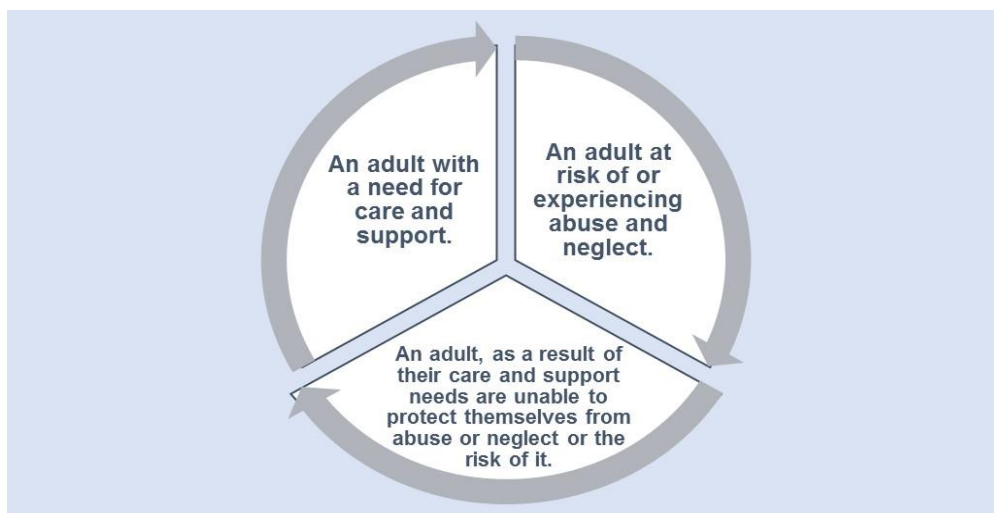 An adult with
a need for
care and
support.
An adult at
risk of or
experiencing
abuse and
neglect.
An adult, as a result of
their care and support
needs are unable to
protect themselves from
abuse or neglect or the
risk of it.